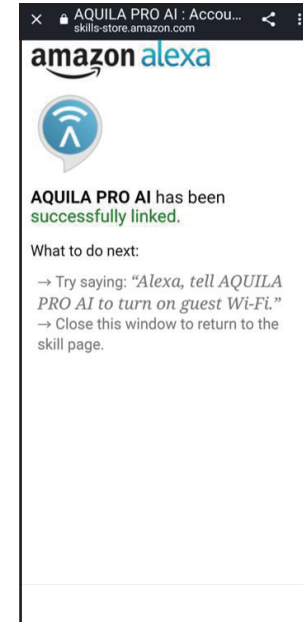 AQUILA PRO AI : Accou...
skills-store.amazon.com
amazon alexa
AQUILA PRO AI has been
successfully linked.
What to do next:
→ Try saying: “Alexa, tell AQUILA
PRO AI to turn on guest Wi-Fi.”
→ Close this window to return to the
skill page.